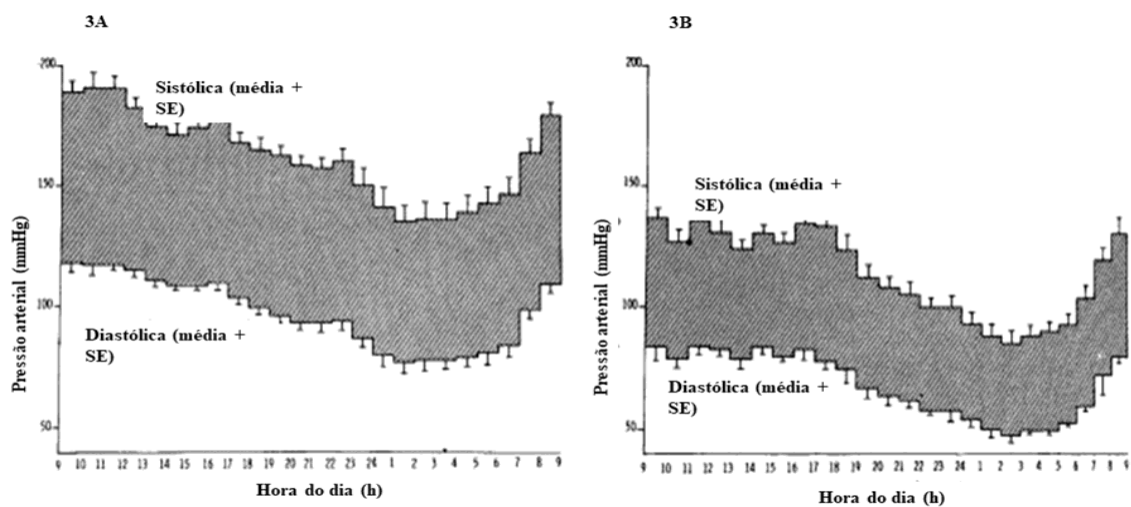 3A
200
Sistólica (média +
SE)
150
100
Diastólica (média +
SE)
50
Pressão arterial (mmHg)
9 10 11 12 13 14 15 16 17 19 20 21 22 23 24 1 2 3 4 5 6 7 8 9
Hora do dia (h)
3B
200
150
Sistólica (média +
SE)
100
Diastólica (média +
SE)
50
Pressão arterial (mmHg)
9 10 11 12 13 14 15 16 17 18 19 20 21 22 23 24 1 2 3 4 5 6 7 8 9
Hora do dia (h)